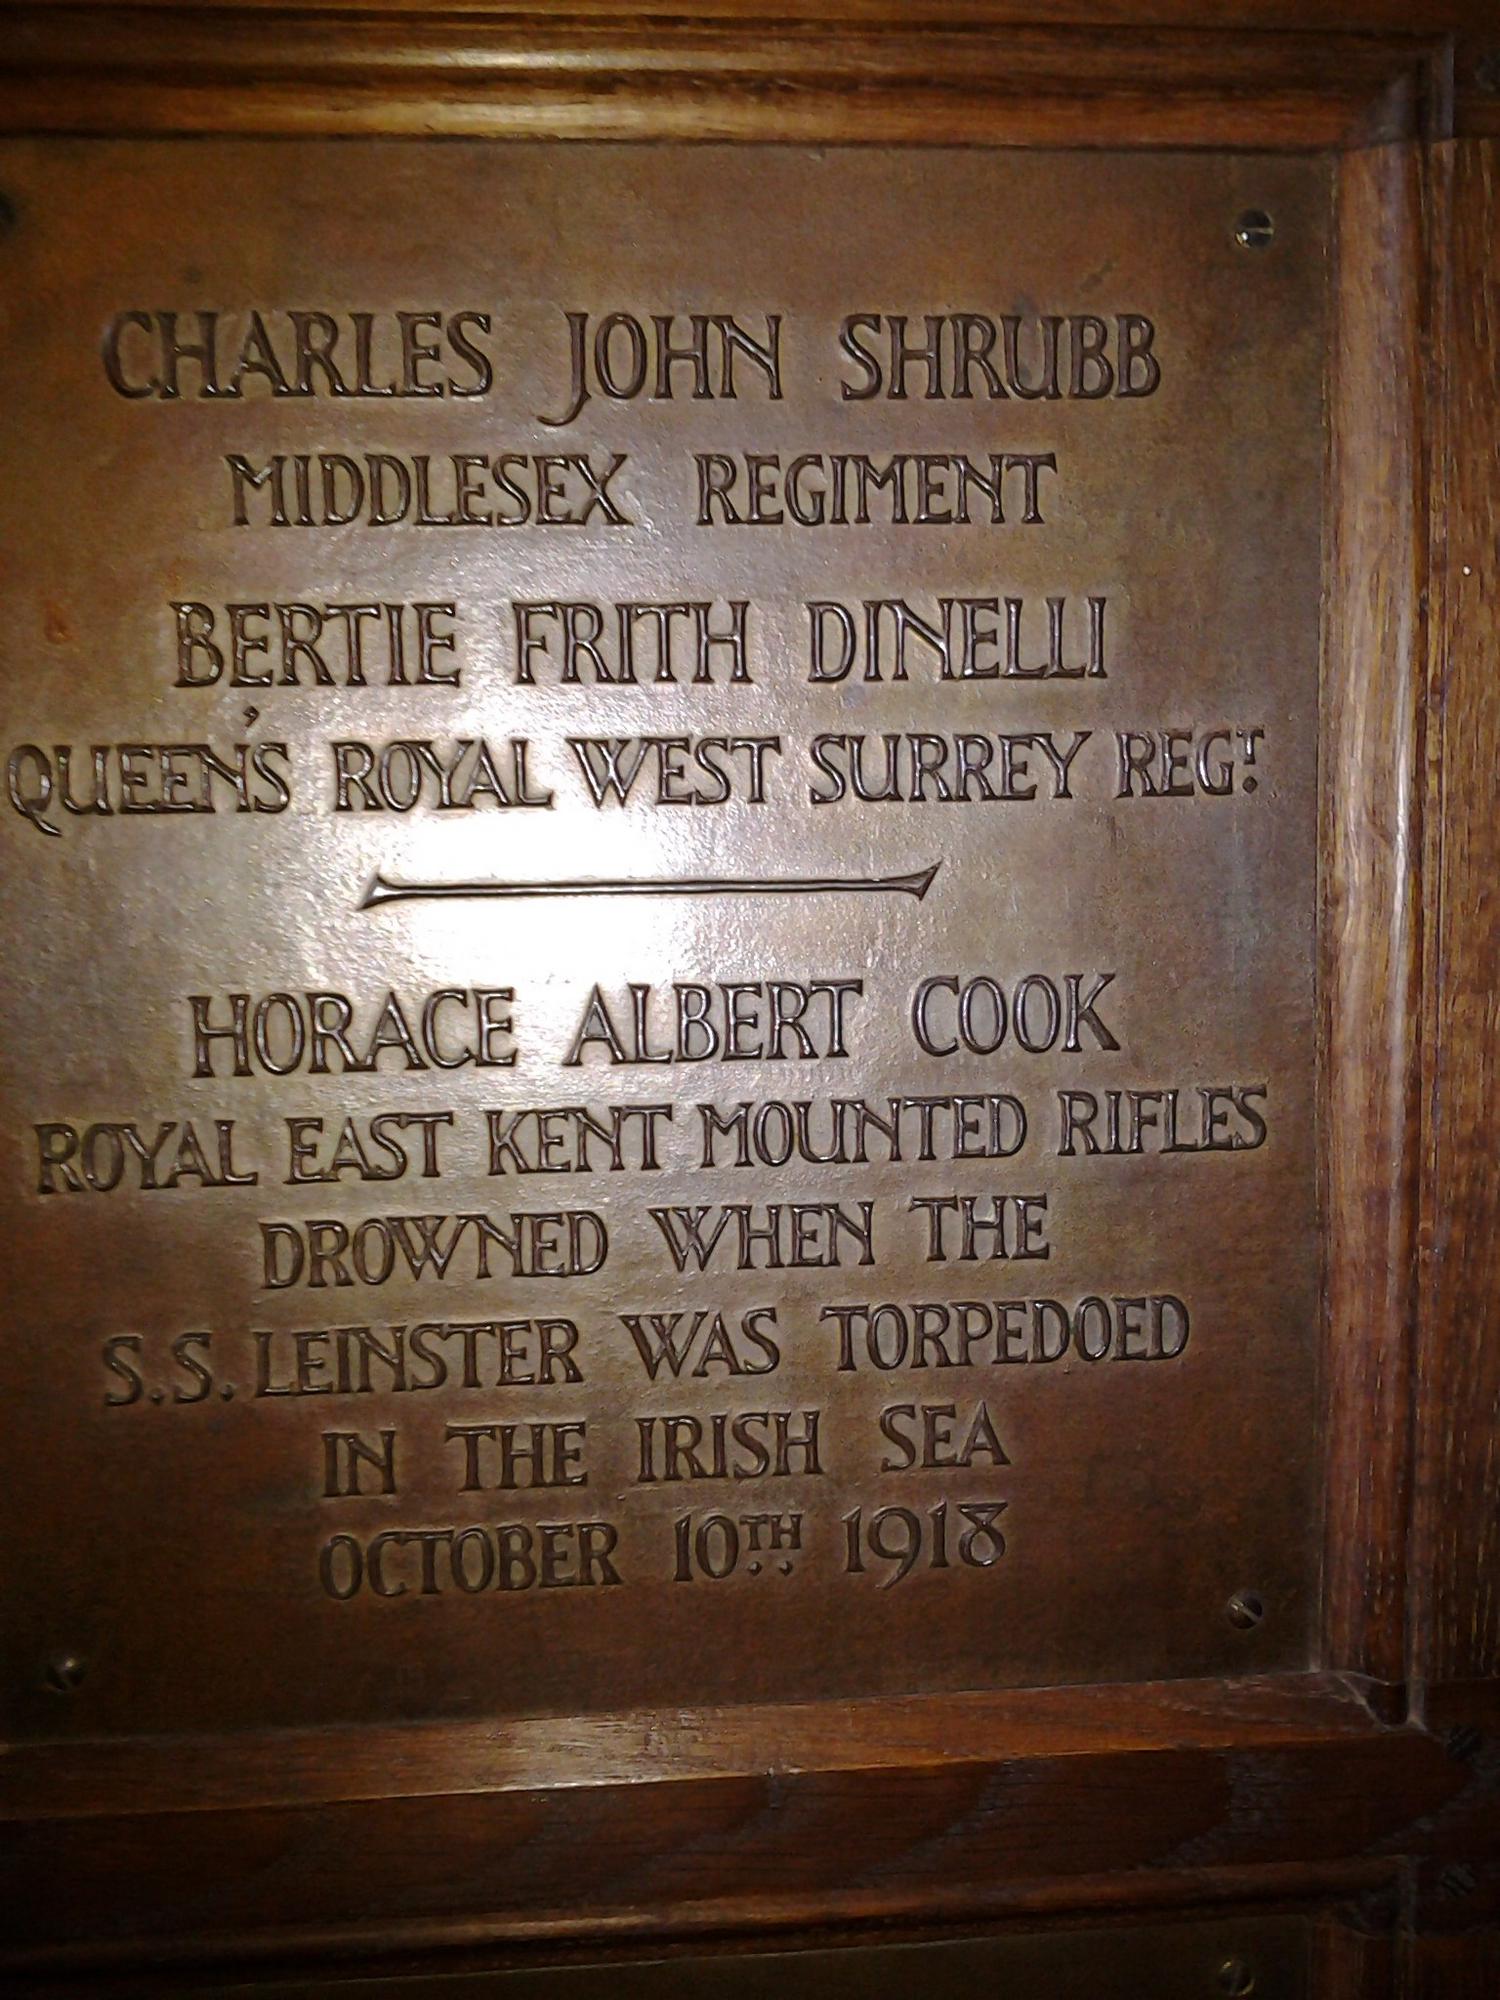 CHARLES JOHN SHRUBB
MIDDLESEX REGIMENT
BERTIE FRITH DINELLI
QUEEN'S ROYAL WEST SURREY REGT.
HORACE ALBERT COOK
ROYAL EAST KENT MOUNTED RIFLES
DROWNED WHEN THE
S.S. LEINSTER WAS TORPEDOED
IN THE IRISH SEA
OCTOBER 10TH 1918